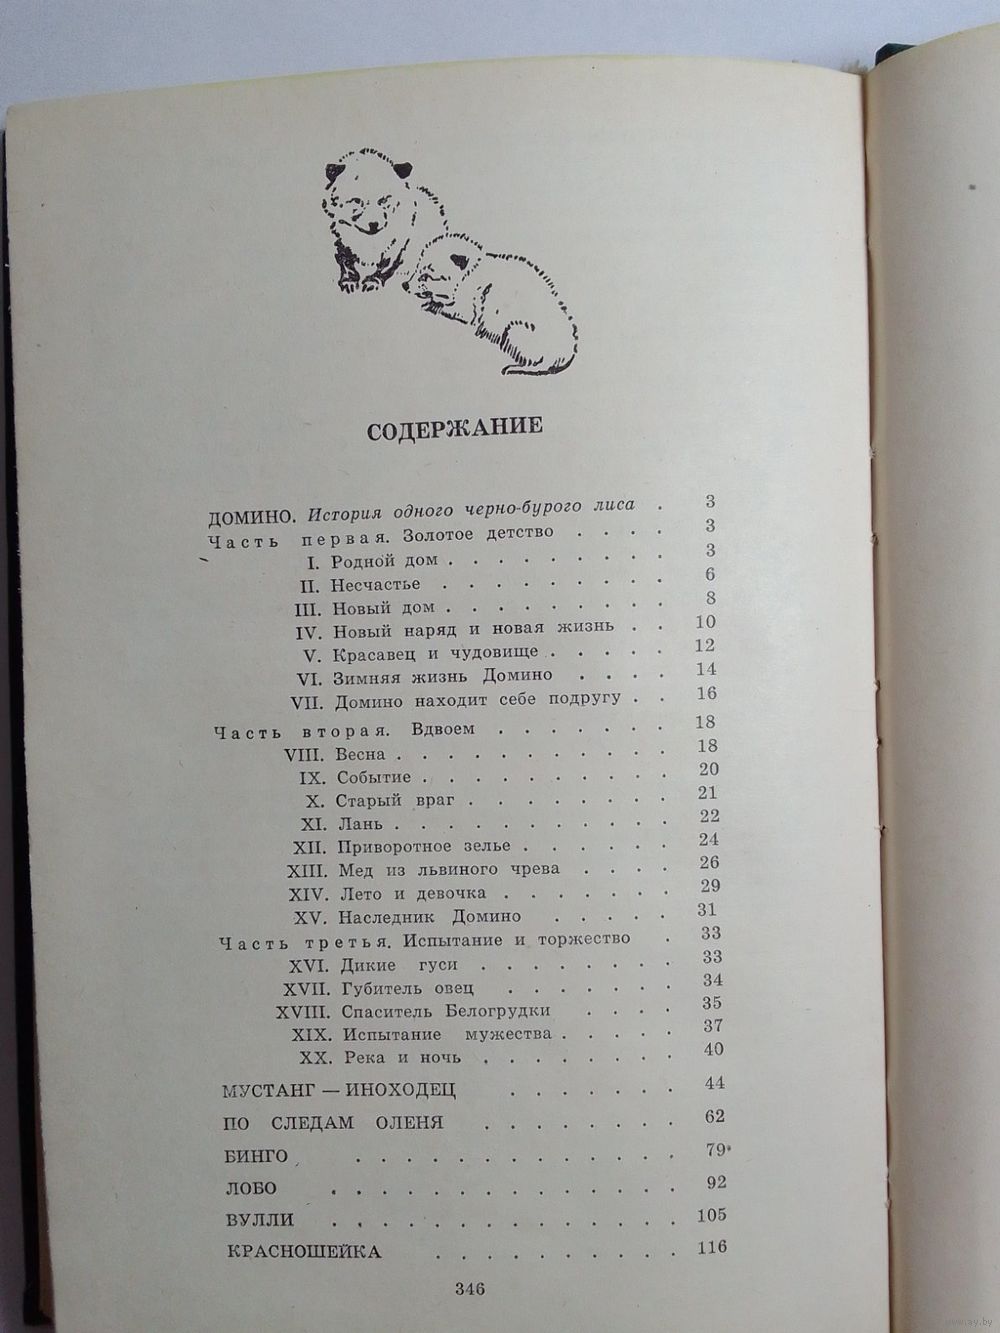 СОДЕРЖАНИЕ
ДОМИНО. История одного черно-бурого лиса . 3
Часть первая. Золотое детство . . . . 3
I. Родной дом . . . . . . . . . 3
II. Несчастье . . . . . . . . . 6
III. Новый дом . . . . . . . . . 8
IV. Новый наряд и новая жизнь . . 10
V. Красавец и чудовище . . . . . 12
VI. Зимняя жизнь Домино . . . . 14
VII. Домино находит себе подругу . . 16
Часть вторая. Вдвоем . . . . . . . 18
VIII. Весна . . . . . . . . . . . 18
IX. Событие . . . . . . . . . . 20
X. Старый враг . . . . . . . . 21
XI. Лань . . . . . . . . . . . 22
XII. Приворотное зелье . . . . . . 24
XIII. Мед из львиного чрева . . . . 26
XIV. Лето и девочка . . . . . . . 29
XV. Наследник Домино . . . . . 31
Часть третья. Испытание и торжество . 33
XVI. Дикие гуси . . . . . . . . 33
XVII. Губитель овец . . . . . . . 34
XVIII. Спаситель Белогрудки . . . . 35
XIX. Испытание мужества . . . . . 37
XX. Река и ночь . . . . . . . . 40
МУСТАНГ — ИНОХОДЕЦ . . . . . . . 44
ПО СЛЕДАМ ОЛЕНЯ . . . . . . . . 62
БИНГО . . . . . . . . . . . . . 79
ЛОБО . . . . . . . . . . . . . . 92
ВУЛЛИ . . . . . . . . . . . . . . 105
КРАСНОШЕЙКА . . . . . . . . . . 116
346
www.ay.by